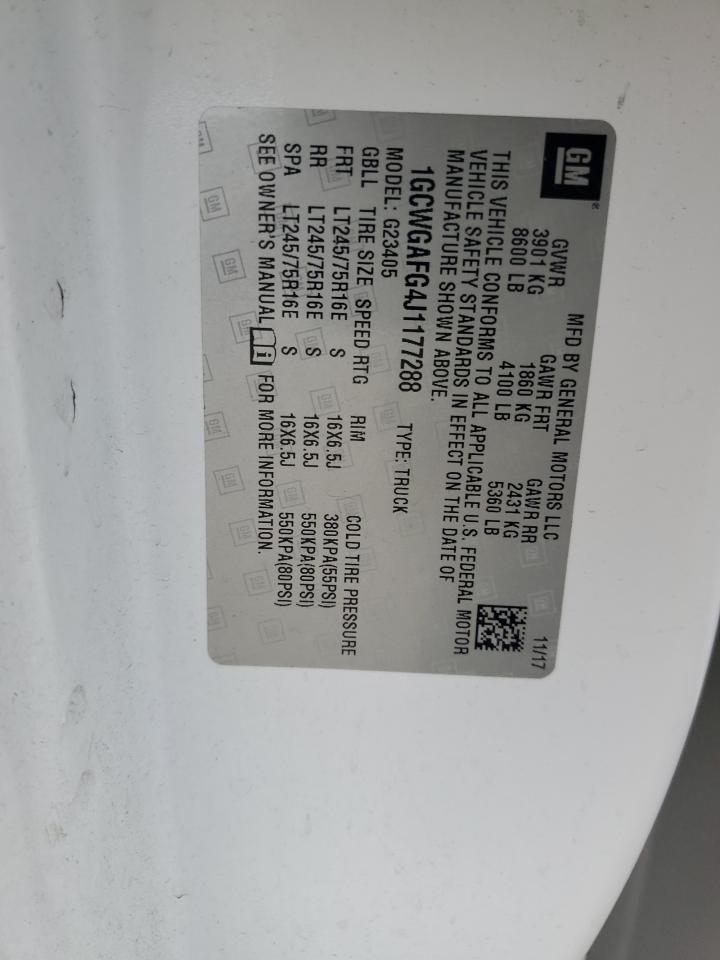 GM®
MFD BY GENERAL MOTORS LLC 11/17
GVWR GAWR FRT GAWR RR
3901 KG 1860 KG 2431 KG
8600 LB 4100 LB 5360 LB
THIS VEHICLE CONFORMS TO ALL APPLICABLE U.S. FEDERAL MOTOR
VEHICLE SAFETY STANDARDS IN EFFECT ON THE DATE OF
MANUFACTURE SHOWN ABOVE.
1GCWGAFG4J1177288 TYPE: TRUCK
MODEL: G23405
GBLL TIRE SIZE SPEED RTG RIM COLD TIRE PRESSURE
FRT LT245/75R16E S 16X6.5J 380KPA(55PSI)
RR LT245/75R16E S 16X6.5J 550KPA(80PSI)
SPA LT245/75R16E S 16X6.5J 550KPA(80PSI)
SEE OWNER'S MANUAL i FOR MORE INFORMATION.